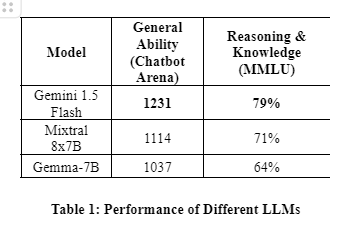 Model
General
Ability
(Chatbot
Arena)
Reasoning &
Knowledge
(MMLU)
Gemini 1.5
Flash
1231
79%
Mixtral
8x7B
1114
71%
Gemma-7B
1037
64%
Table 1: Performance of Different LLMs